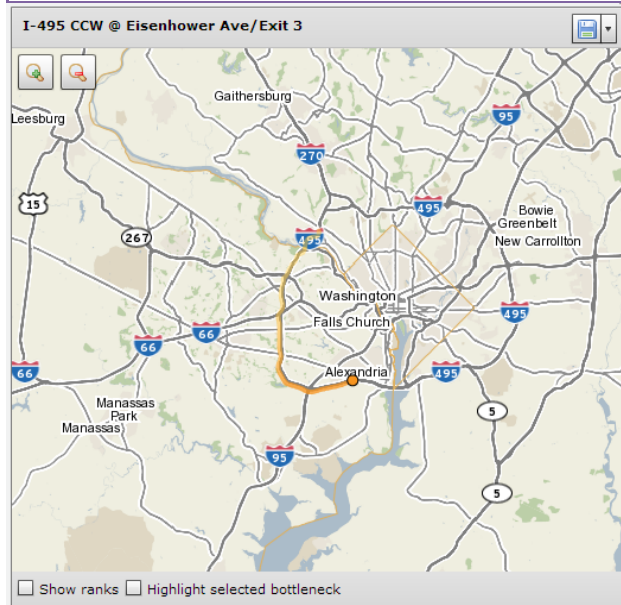 I-495 CCW @ Eisenhower Ave/Exit 3
Gaithersburg
Leesburg
95
270
15
495
Bowie
Greenbelt
New Carrollton
267
495
Washington
Falls Church
495
66
66
66
Alexandria
495
Manassas
Park
Manassas
5
95
5
Show ranks
Highlight selected bottleneck